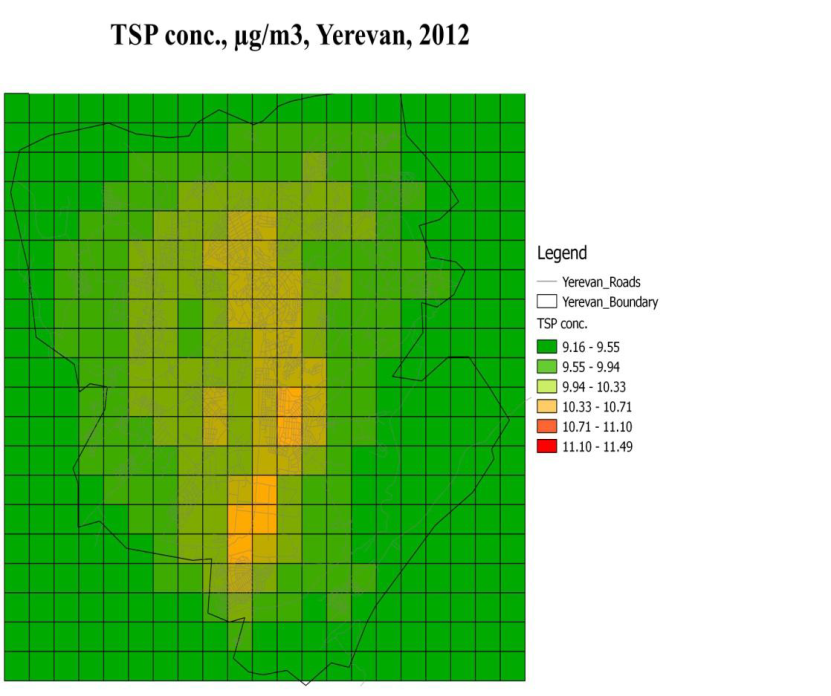 TSP conc., µg/m3, Yerevan, 2012
Legend
Yerevan_Roads
Yerevan_Boundary
TSP conc.
9.16 - 9.55
9.55 - 9.94
9.94 - 10.33
10.33 - 10.71
10.71 - 11.10
11.10 - 11.49